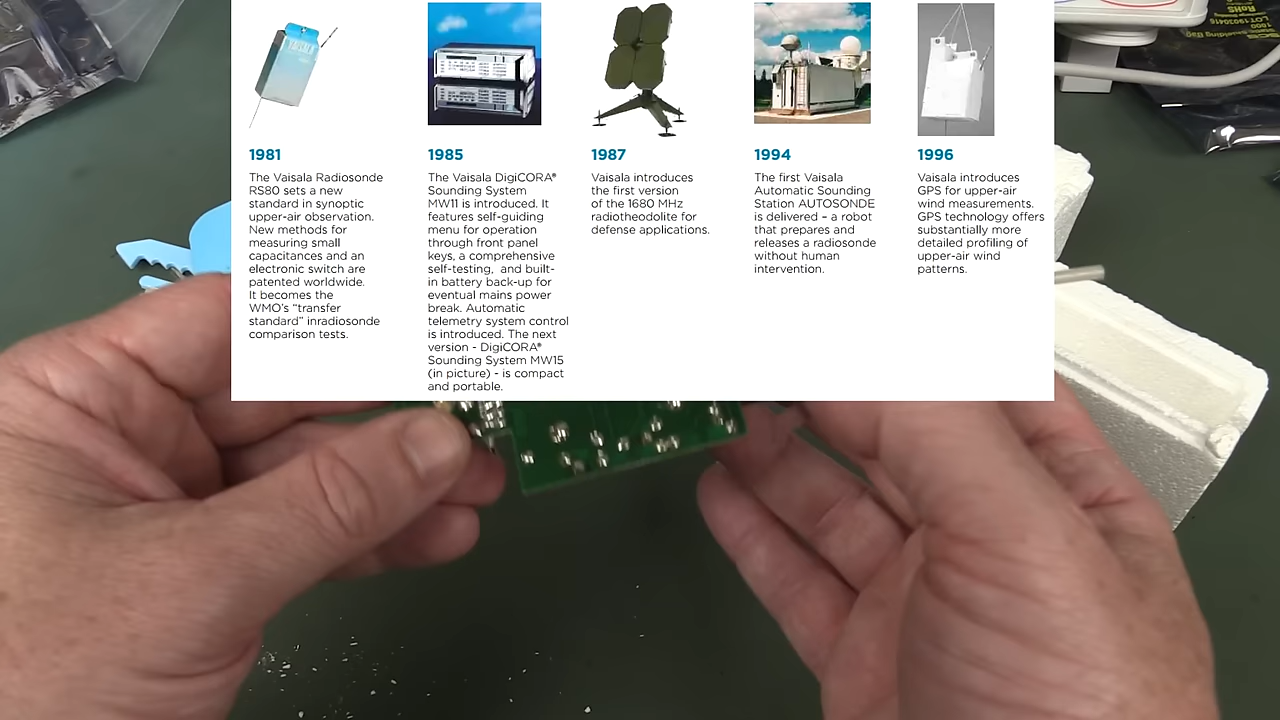 VAISALA
RoHS
LOT19030416
1981
The Vaisala Radiosonde
RS80 sets a new
standard in synoptic
upper-air observation.
New methods for
measuring small
capacitances and an
electronic switch are
patented worldwide.
It becomes the
WMO's "transfer
standard" inradiosonde
comparison tests.
1985
The Vaisala DigiCORA®
Sounding System
MW11 is introduced. It
features self-guiding
menu for operation
through front panel
keys, a comprehensive
self-testing, and built-
in battery back-up for
eventual mains power
break. Automatic
telemetry system control
is introduced. The next
version - DigiCORA®
Sounding System MW15
(in picture) - is compact
and portable.
1987
Vaisala introduces
the first version
of the 1680 MHz
radiotheodolite for
defense applications.
1994
The first Vaisala
Automatic Sounding
Station AUTOSONDE
is delivered – a robot
that prepares and
releases a radiosonde
without human
intervention.
1996
Vaisala introduces
GPS for upper-air
wind measurements.
GPS technology offers
substantially more
detailed profiling of
upper-air wind
patterns.